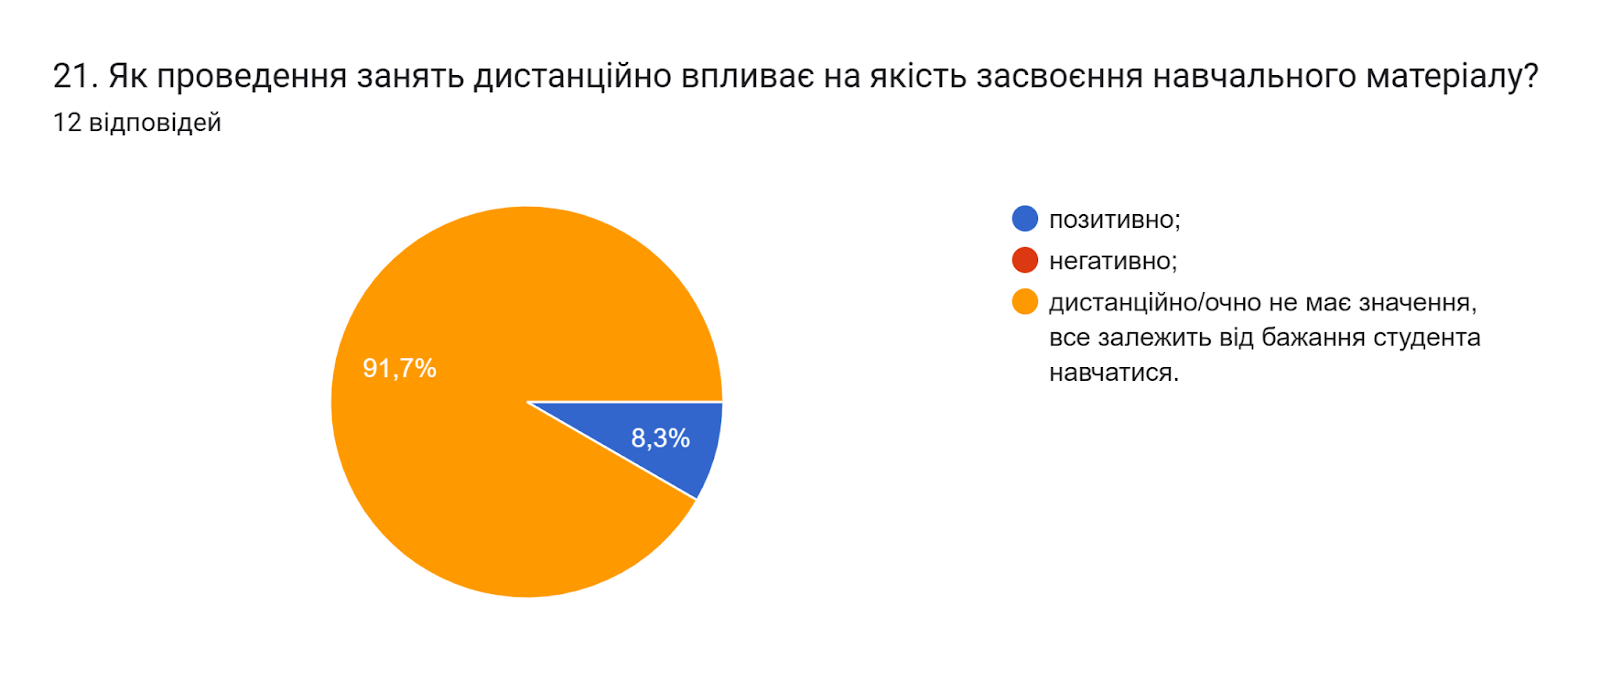 21. Як проведення занять дистанційно впливає на якість засвоєння навчального матеріалу?
12 відповідей
позитивно;
негативно;
дистанційно/очно не має значення,
все залежить від бажання студента
навчатися.
91,7%
8,3%